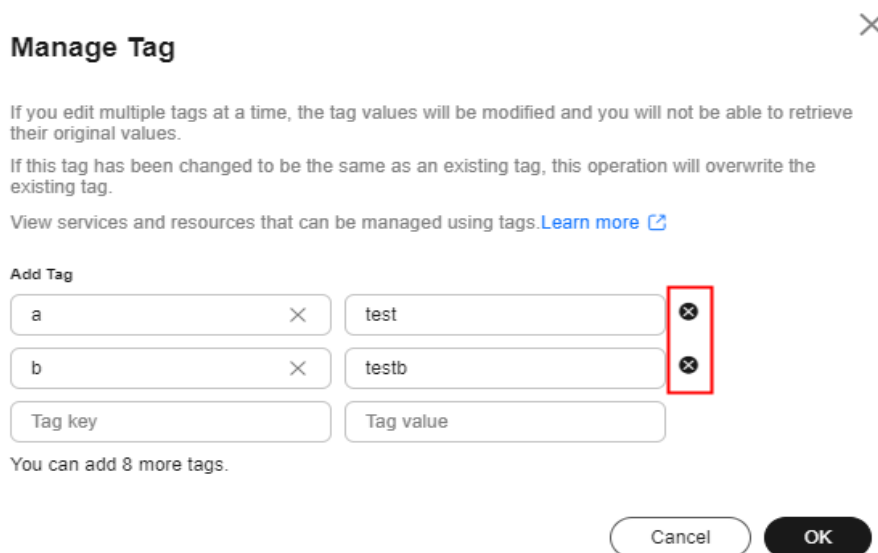 Manage Tag
If you edit multiple tags at a time, the tag values will be modified and you will not be able to retrieve
their original values.
If this tag has been changed to be the same as an existing tag, this operation will overwrite the
existing tag.
View services and resources that can be managed using tags.Learn more
Add Tag
a test
b testb
Tag key Tag value
You can add 8 more tags.
Cancel OK